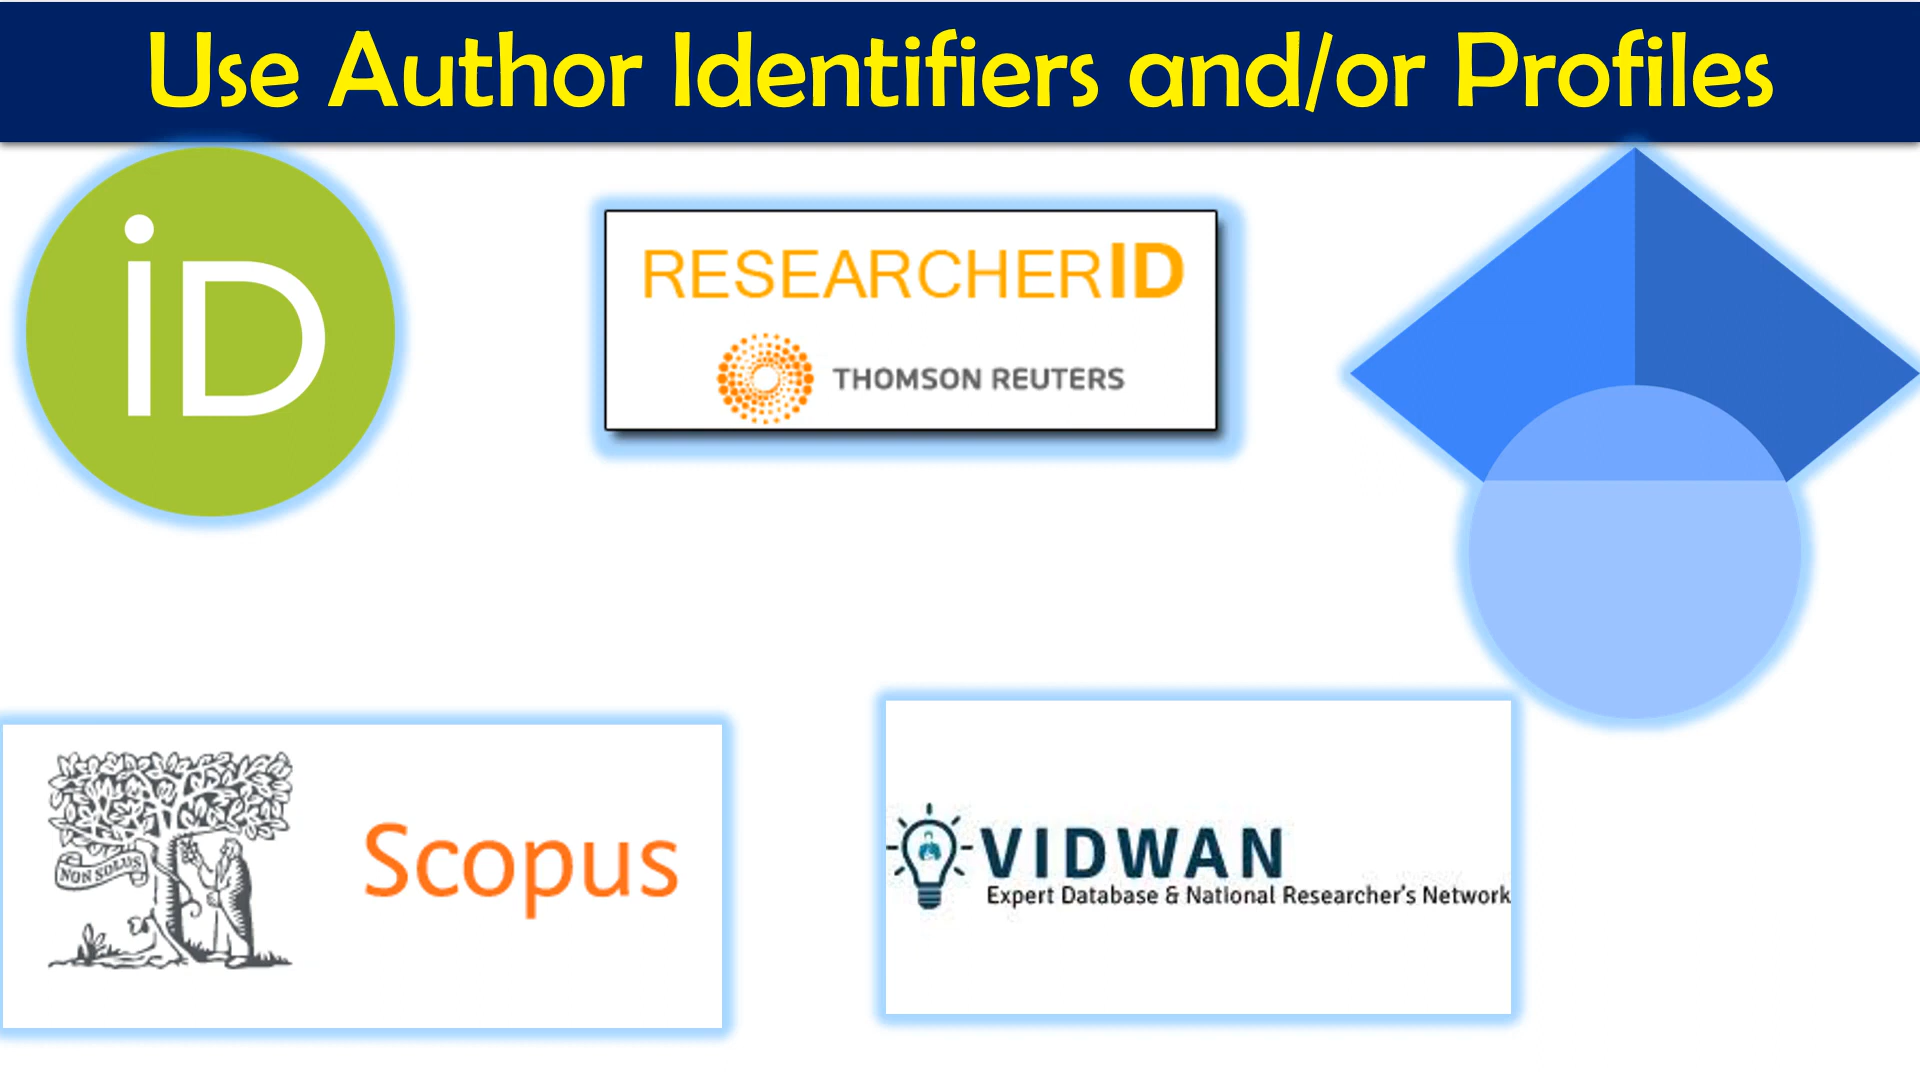 Use Author Identifiers and/or Profiles
iD
RESEARCHERID
THOMSON REUTERS
NON SOLUS
Scopus
VIDWAN
Expert Database & National Researcher's Network